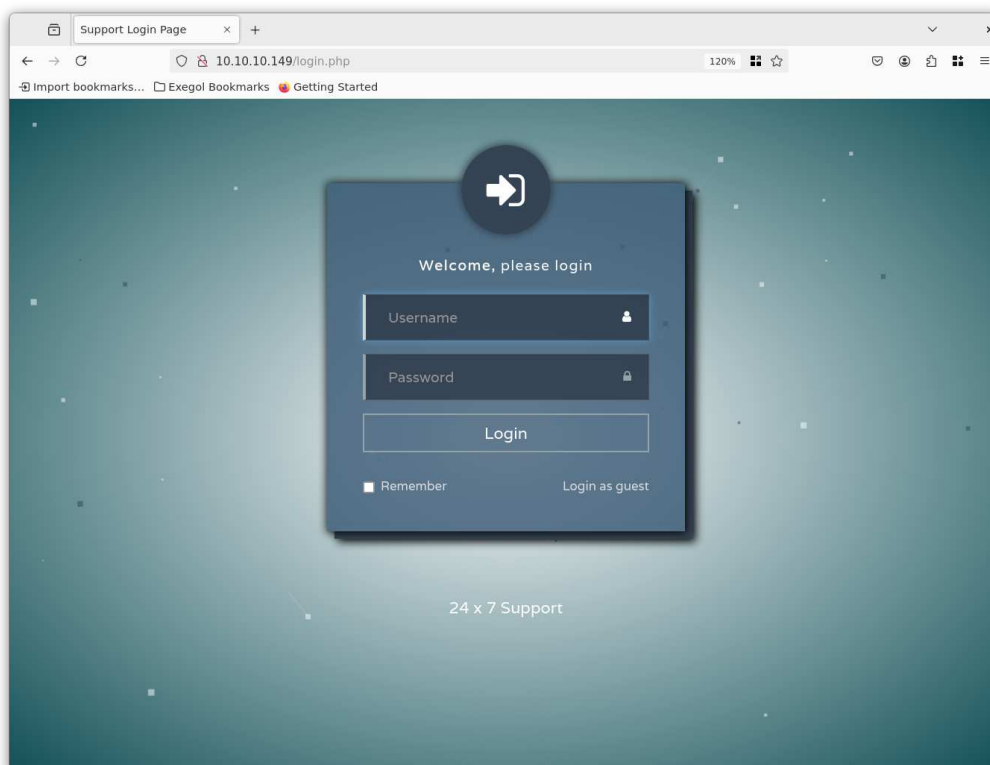 Support Login Page
10.10.10.149/login.php
120%
Import bookmarks... Exegol Bookmarks Getting Started
Welcome, please login
Username
Password
Login
Remember Login as guest
24 x 7 Support